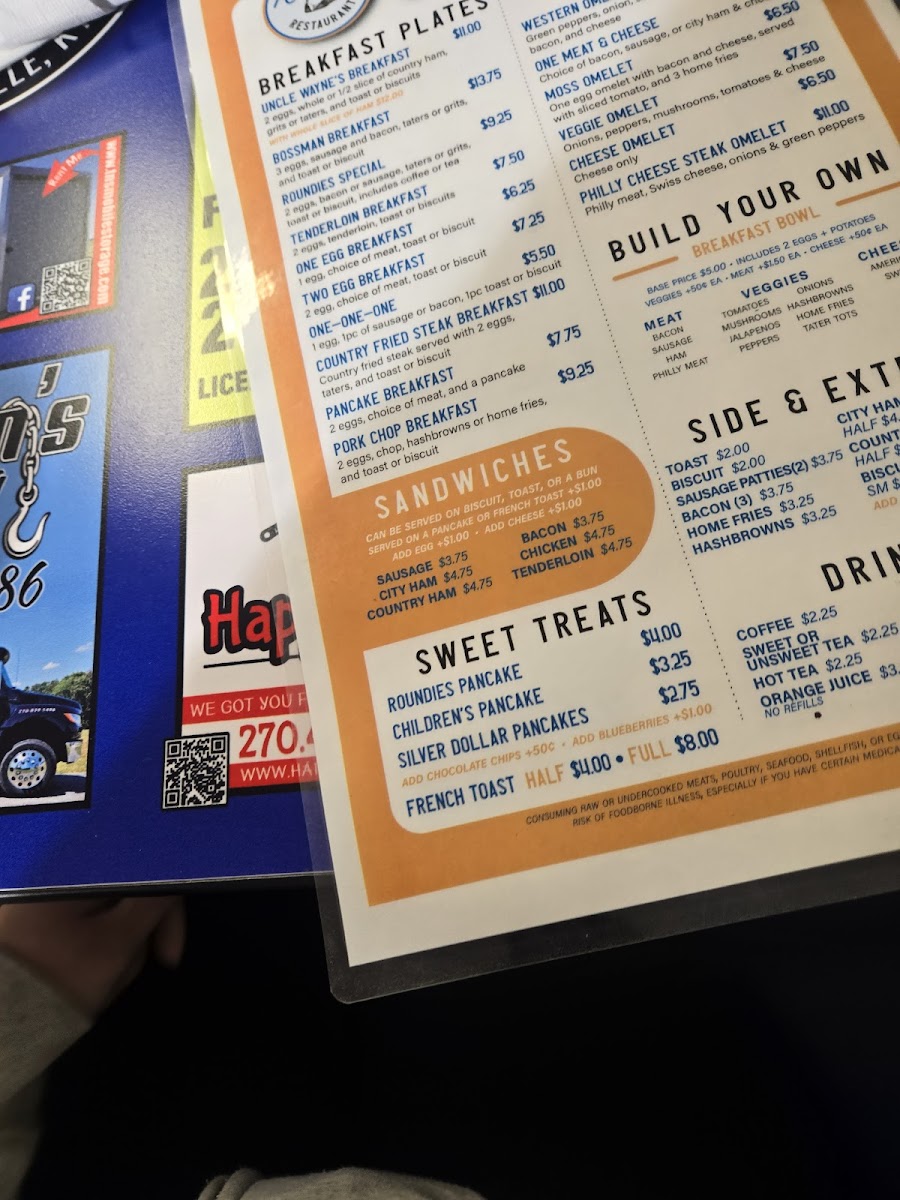 RESTAURANT
BREAKFAST PLATES
UNCLE WAYNE'S BREAKFAST $11.00
2 eggs, whole or 1/2 slice of country ham,
grits or taters, and toast or biscuits
WITH WHOLE SLICE OF HAM $12.00
BOSSMAN BREAKFAST $13.75
3 eggs, sausage and bacon, taters or grits,
and toast or biscuit
ROUNDIES SPECIAL $9.25
2 eggs, bacon or sausage, taters or grits,
toast or biscuit, includes coffee or tea
TENDERLOIN BREAKFAST $7.50
2 eggs, tenderloin, toast or biscuits
ONE EGG BREAKFAST $6.25
1 egg, choice of meat, toast or biscuit
TWO EGG BREAKFAST $7.25
2 egg, choice of meat, toast or biscuit
ONE-ONE-ONE $5.50
1 egg, 1pc of sausage or bacon, 1pc toast or biscuit
COUNTRY FRIED STEAK BREAKFAST $11.00
Country fried steak served with 2 eggs,
taters, and toast or biscuit
PANCAKE BREAKFAST $7.75
2 eggs, choice of meat, and a pancake
PORK CHOP BREAKFAST $9.25
2 eggs, chop, hashbrowns or home fries,
and toast or biscuit
SANDWICHES
CAN BE SERVED ON BISCUIT, TOAST, OR A BUN
SERVED ON A PANCAKE OR FRENCH TOAST +$1.00
ADD EGG +$1.00 • ADD CHEESE +$1.00
SAUSAGE $3.75
CITY HAM $4.75
COUNTRY HAM $4.75
BACON $3.75
CHICKEN $4.75
TENDERLOIN $4.75
SWEET TREATS
ROUNDIES PANCAKE $4.00
CHILDREN'S PANCAKE $3.25
SILVER DOLLAR PANCAKES $2.75
ADD CHOCOLATE CHIPS +50¢ • ADD BLUEBERRIES +$1.00
FRENCH TOAST HALF $4.00 • FULL $8.00
WESTERN
Green peppers, onion,
bacon, and cheese
ONE MEAT & CHEESE $6.50
Choice of bacon, sausage, or city ham &
MOSS OMELET
One egg omelet with bacon and cheese, served
with sliced tomato, and 3 home fries
VEGGIE OMELET $7.50
Onions, peppers, mushrooms, tomatoes & cheese
CHEESE OMELET $6.50
Cheese only
PHILLY CHEESE STEAK OMELET $11.00
Philly meat, Swiss cheese, onions & green peppers
BUILD YOUR OWN
BREAKFAST BOWL
BASE PRICE $5.00 • INCLUDES 2 EGGS + POTATOES
VEGGIES +50¢ EA • MEAT +$1.50 EA • CHEESE +50¢ EA
MEAT
BACON
SAUSAGE
HAM
PHILLY MEAT
VEGGIES
TOMATOES
MUSHROOMS
JALAPENOS
PEPPERS
ONIONS
HASHBROWNS
HOME FRIES
TATER TOTS
SIDE &
TOAST $2.00
BISCUIT $2.00
SAUSAGE PATTIES(2) $3.75
BACON (3) $3.75
HOME FRIES $3.25
HASHBROWNS $3.25
CITY HAM
HALF
HALF
SM
ADD
COFFEE $2.25
SWEET OR
UNSWEET TEA $2.25
HOT TEA $2.25
ORANGE JUICE
NO REFILLS
CONSUMING RAW OR UNDERCOOKED MEATS, POULTRY, SEAFOOD, SHELLFISH, OR
RISK OF FOODBORNE ILLNESS, ESPECIALLY IF YOU HAVE CERTAIN
Rent Me
www.tnsmobilestorage.com
LICE
's
86
Hap
WE GOT YOU
270.
WWW.HA